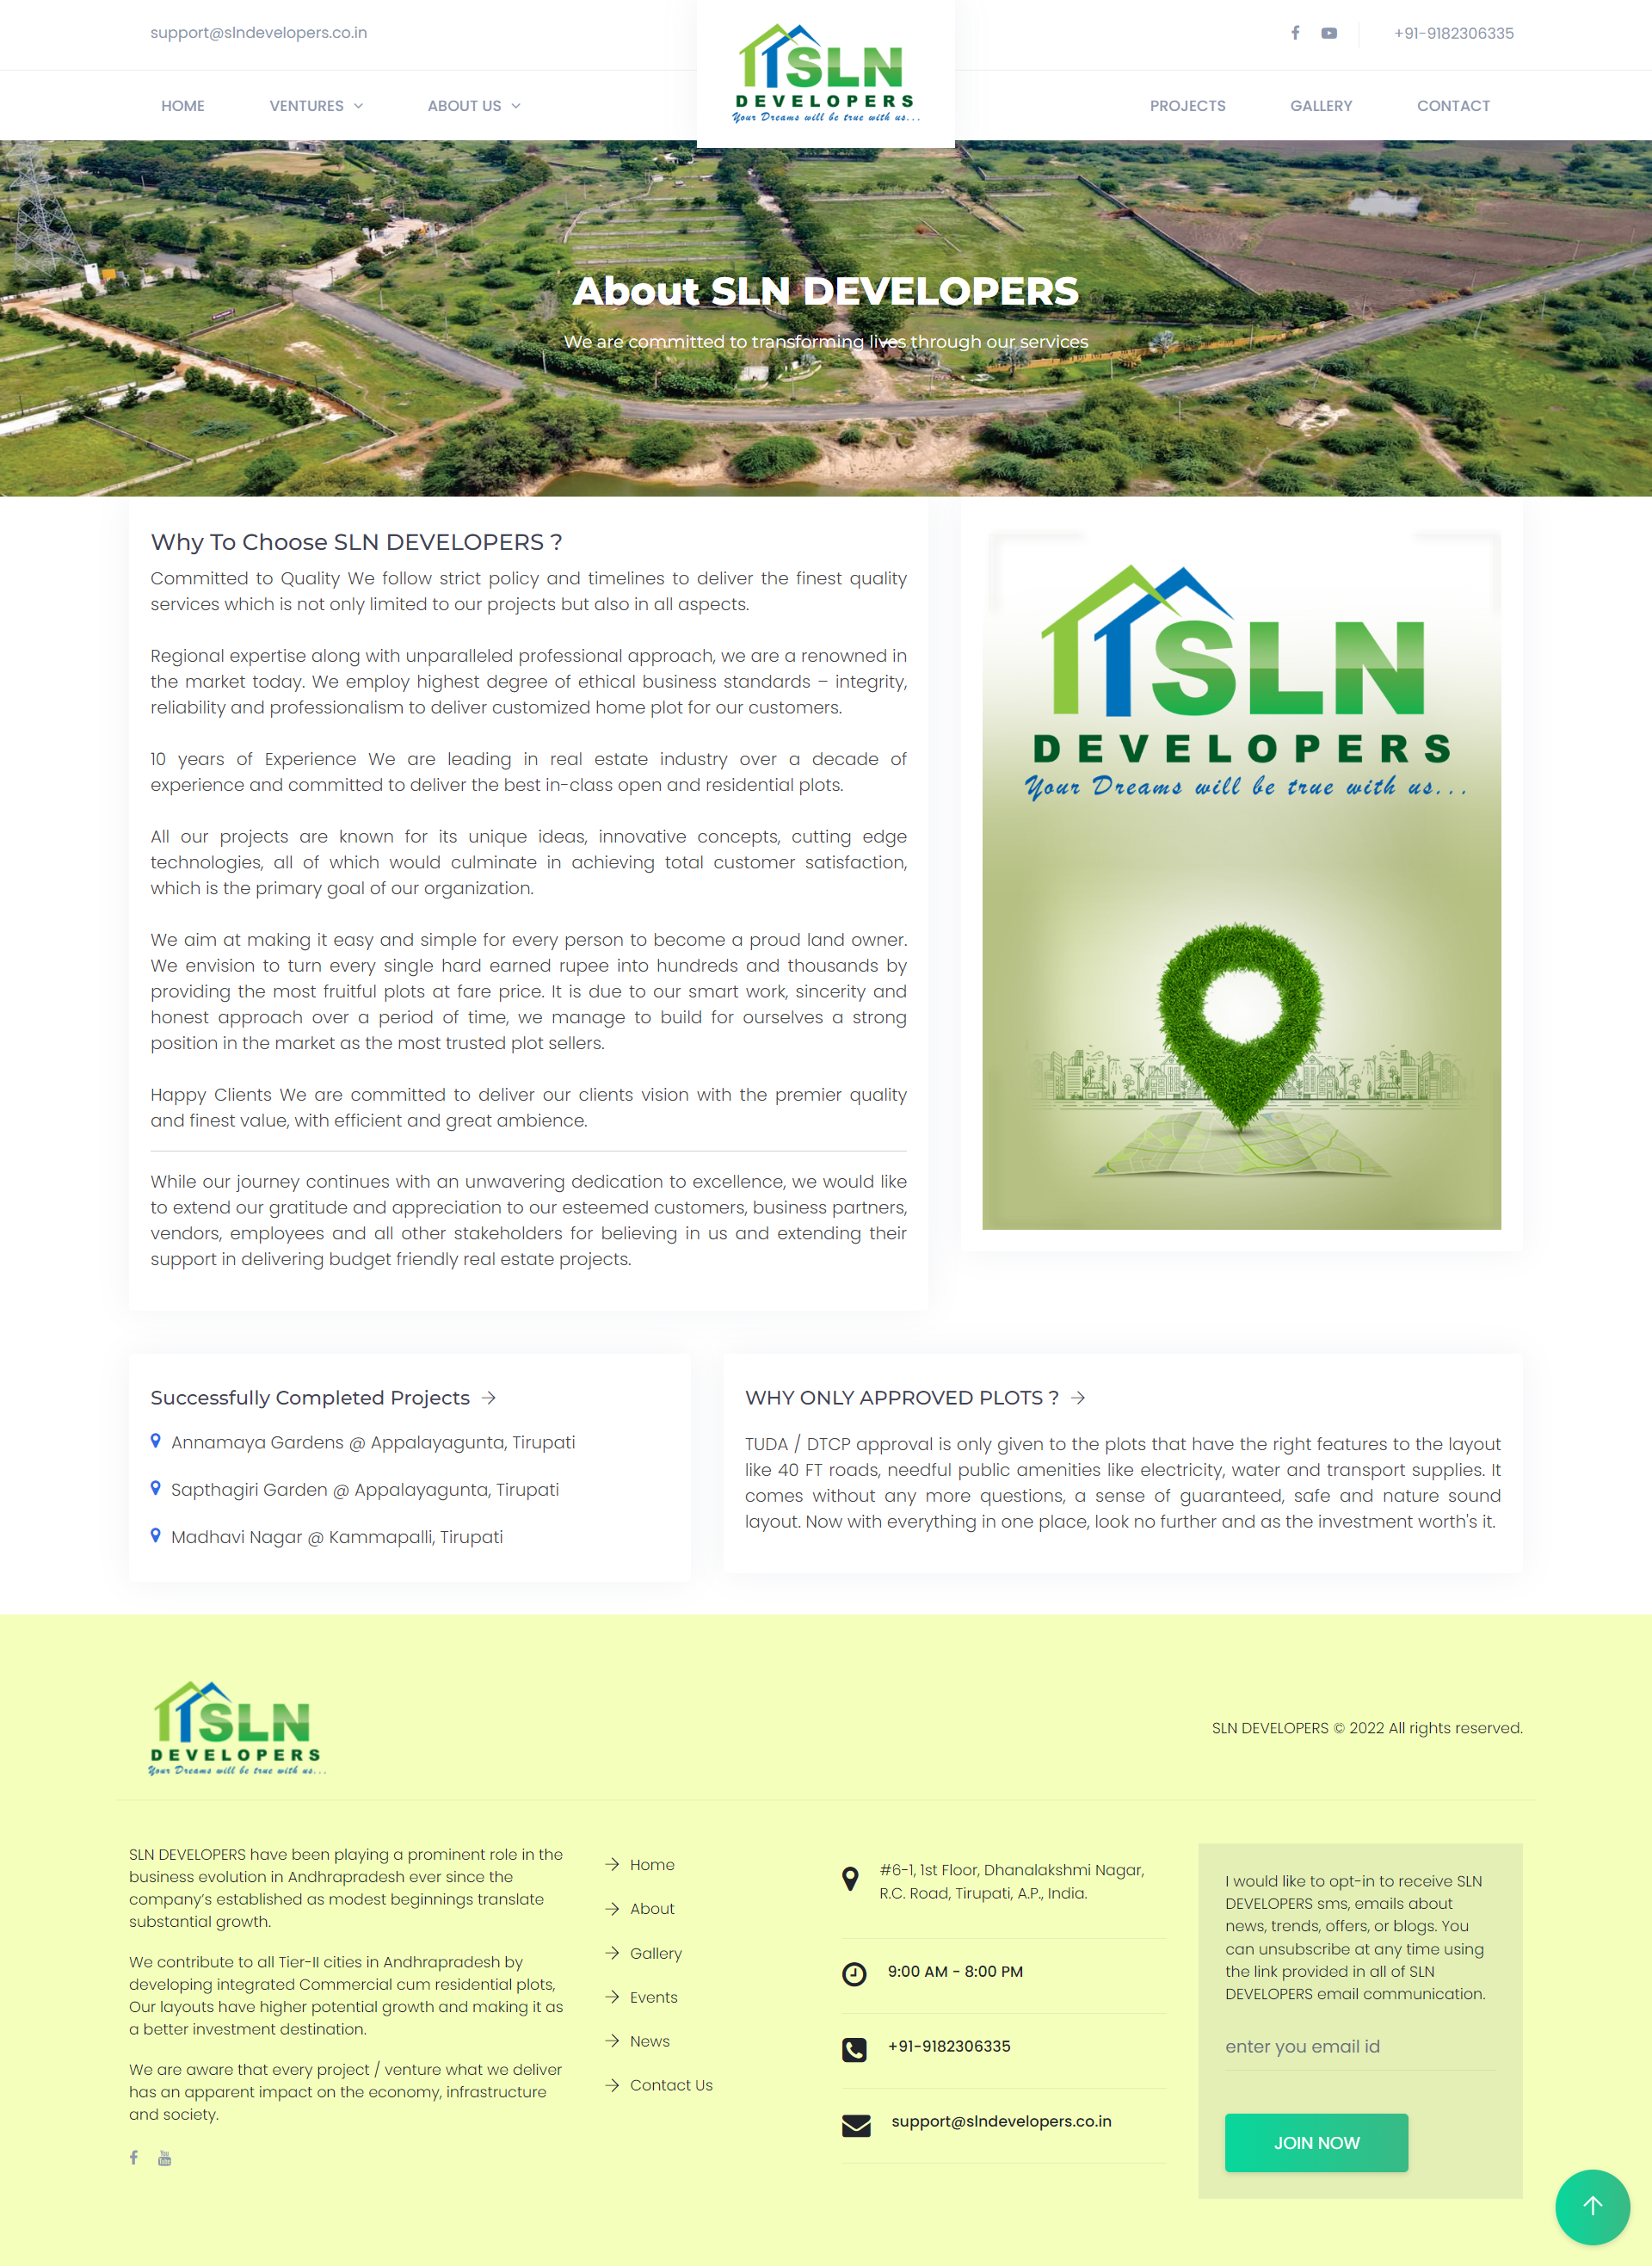 support@slndevelopers.co.in
+91-9182306335
SLN
DEVELOPERS
Your Dreams will be true with us...
HOME
VENTURES
ABOUT US
PROJECTS
GALLERY
CONTACT
About SLN DEVELOPERS
We are committed to transforming lives through our services
Why To Choose SLN DEVELOPERS ?
Committed to Quality We follow strict policy and timelines to deliver the finest quality
services which is not only limited to our projects but also in all aspects.
Regional expertise along with unparalleled professional approach, we are a renowned in
the market today. We employ highest degree of ethical business standards – integrity,
reliability and professionalism to deliver customized home plot for our customers.
10 years of Experience We are leading in real estate industry over a decade of
experience and committed to deliver the best in-class open and residential plots.
All our projects are known for its unique ideas, innovative concepts, cutting edge
technologies, all of which would culminate in achieving total customer satisfaction,
which is the primary goal of our organization.
We aim at making it easy and simple for every person to become a proud land owner.
We envision to turn every single hard earned rupee into hundreds and thousands by
providing the most fruitful plots at fare price. It is due to our smart work, sincerity and
honest approach over a period of time, we manage to build for ourselves a strong
position in the market as the most trusted plot sellers.
Happy Clients We are committed to deliver our clients vision with the premier quality
and finest value, with efficient and great ambience.
While our journey continues with an unwavering dedication to excellence, we would like
to extend our gratitude and appreciation to our esteemed customers, business partners,
vendors, employees and all other stakeholders for believing in us and extending their
support in delivering budget friendly real estate projects.
SLN
DEVELOPERS
Your Dreams will be true with us...
Successfully Completed Projects
Annamaya Gardens @ Appalayagunta, Tirupati
Sapthagiri Garden @ Appalayagunta, Tirupati
Madhavi Nagar @ Kammapalli, Tirupati
WHY ONLY APPROVED PLOTS ?
TUDA / DTCP approval is only given to the plots that have the right features to the layout
like 40 FT roads, needful public amenities like electricity, water and transport supplies. It
comes without any more questions, a sense of guaranteed, safe and nature sound
layout. Now with everything in one place, look no further and as the investment worth's it.
SLN
DEVELOPERS
Your Dreams will be true with us...
SLN DEVELOPERS © 2022 All rights reserved.
SLN DEVELOPERS have been playing a prominent role in the
business evolution in Andhrapradesh ever since the
company's established as modest beginnings translate
substantial growth.
We contribute to all Tier-II cities in Andhrapradesh by
developing integrated Commercial cum residential plots,
Our layouts have higher potential growth and making it as
a better investment destination.
We are aware that every project / venture what we deliver
has an apparent impact on the economy, infrastructure
and society.
Home
About
Gallery
Events
News
Contact Us
#6-1, 1st Floor, Dhanalakshmi Nagar,
R.C. Road, Tirupati, A.P., India.
9:00 AM - 8:00 PM
+91-9182306335
support@slndevelopers.co.in
I would like to opt-in to receive SLN
DEVELOPERS sms, emails about
news, trends, offers, or blogs. You
can unsubscribe at any time using
the link provided in all of SLN
DEVELOPERS email communication.
enter you email id
JOIN NOW